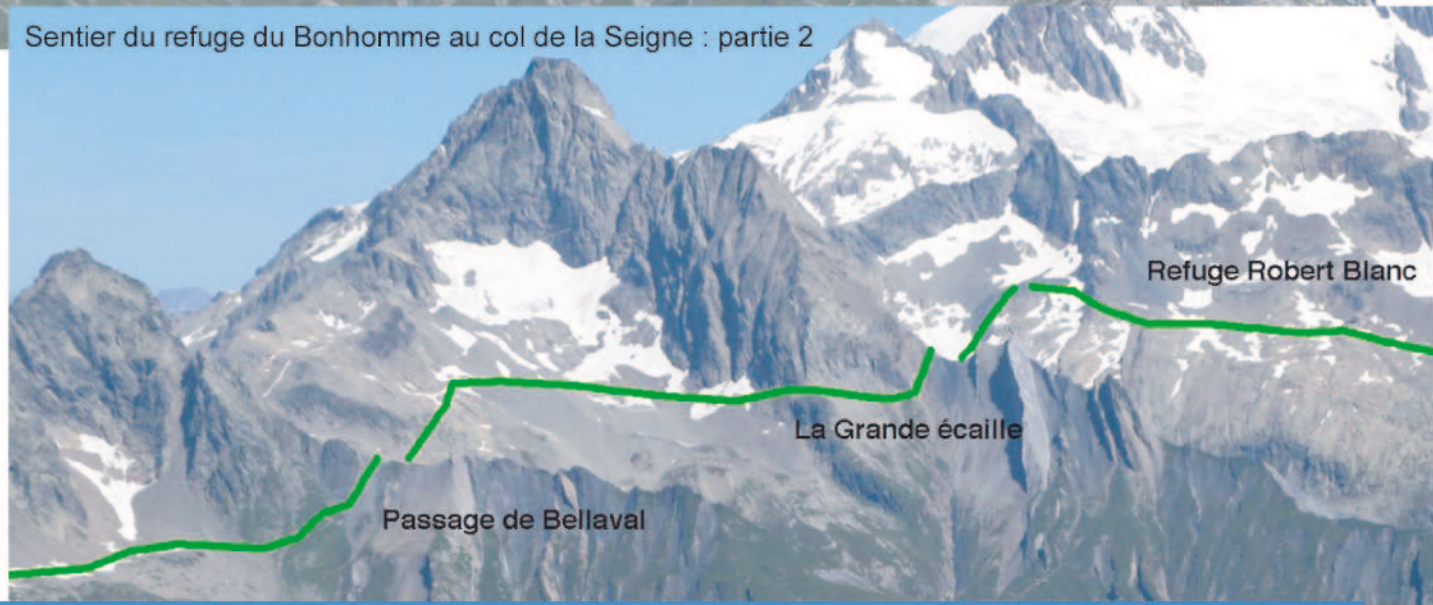 Sentier du refuge du Bonhomme au col de la Seigne : partie 2
Refuge Robert Blanc
La Grande écaille
Passage de Bellaval